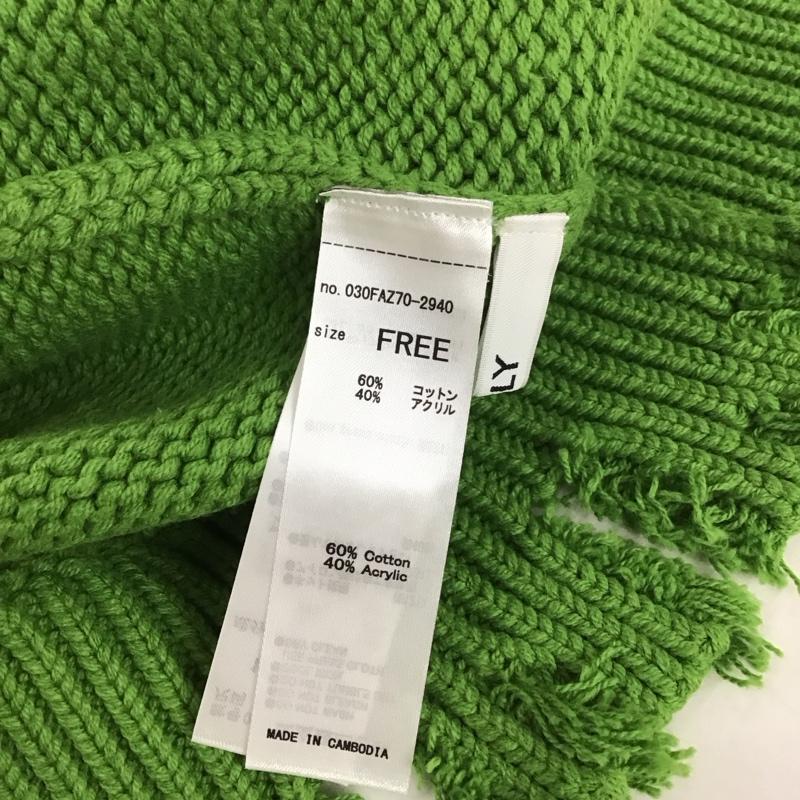 no. 030FAZ70-2940
size FREE
60% コットン
40% アクリル
60% Cotton
40% Acrylic
MADE IN CAMBODIA
LY